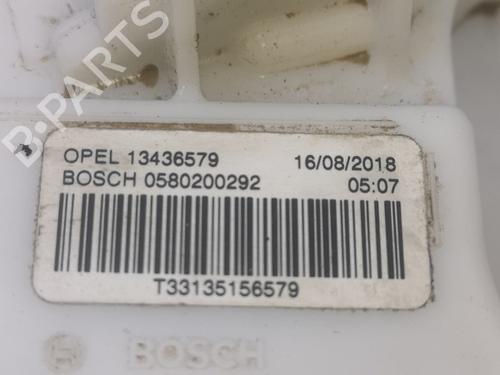 B-PARTS
OPEL 13436579 16/08/2018
BOSCH 0580200292 05:07
T33135156579
BOSCH